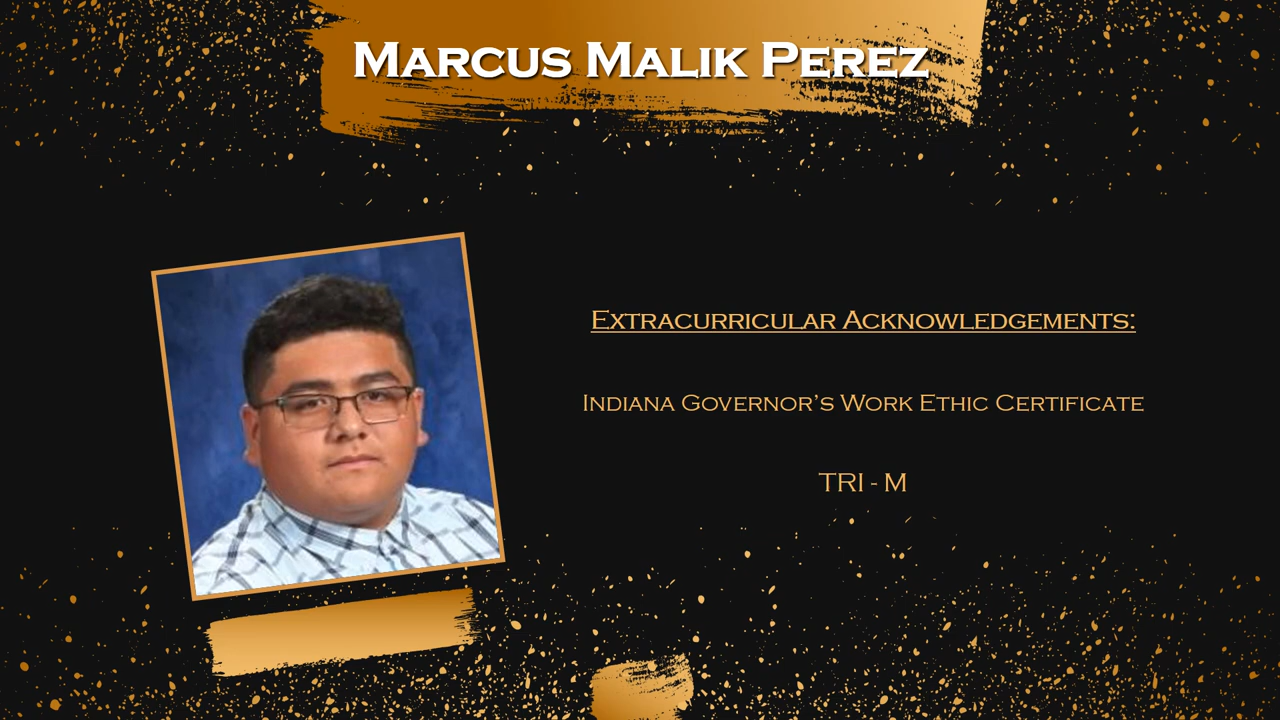 Marcus Malik Perez
Extracurricular Acknowledgements:
Indiana Governor’s Work Ethic Certificate
TRI - M